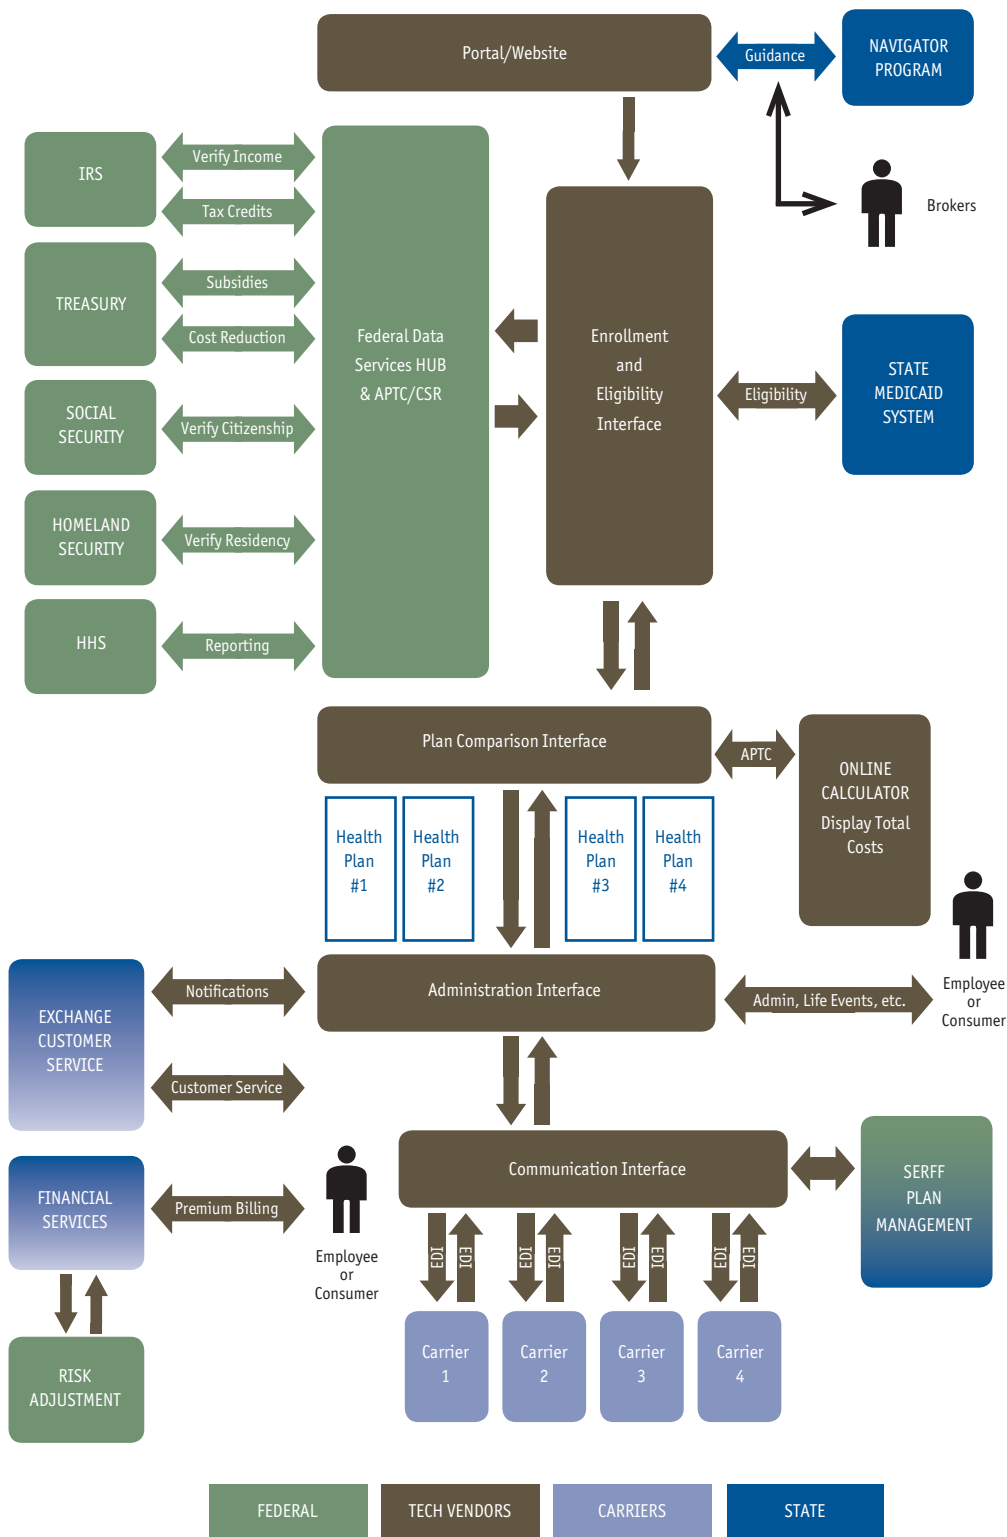 Portal/Website
Guidance
NAVIGATOR
PROGRAM
Brokers
IRS
Verify Income
Tax Credits
TREASURY
Subsidies
Cost Reduction
SOCIAL
SECURITY
Verify Citizenship
HOMELAND
SECURITY
Verify Residency
HHS
Reporting
Federal Data
Services HUB
& APTC/CSR
Enrollment
and
Eligibility
Interface
Eligibility
STATE
MEDICAID
SYSTEM
Plan Comparison Interface
APTC
ONLINE
CALCULATOR
Display Total
Costs
Health
Plan
#1
Health
Plan
#2
Health
Plan
#3
Health
Plan
#4
EXCHANGE
CUSTOMER
SERVICE
Notifications
Customer Service
Administration Interface
Admin, Life Events, etc.
Employee
or
Consumer
FINANCIAL
SERVICES
Premium Billing
Employee
or
Consumer
Communication Interface
SERFF
PLAN
MANAGEMENT
EDI
EDI
EDI
EDI
EDI
EDI
EDI
EDI
RISK
ADJUSTMENT
Carrier
1
Carrier
2
Carrier
3
Carrier
4
FEDERAL
TECH VENDORS
CARRIERS
STATE